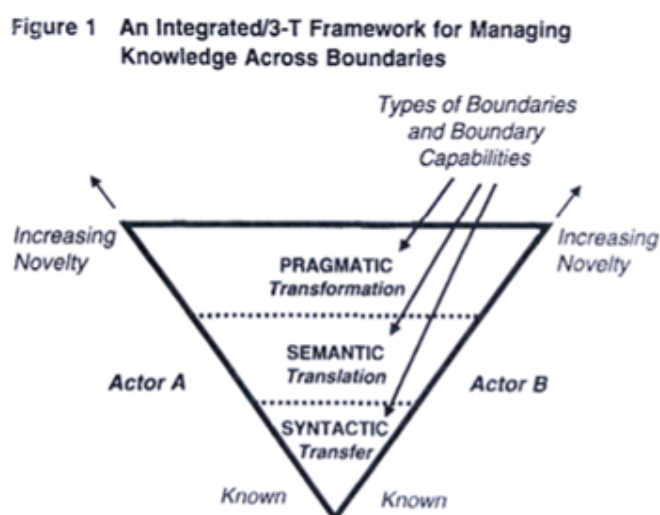 Figure 1 An Integrated/3-T Framework for Managing
Knowledge Across Boundaries
Types of Boundaries
and Boundary
Capabilities
Increasing
Novelty
Increasing
Novelty
PRAGMATIC
Transformation
SEMANTIC
Translation
Actor A
Actor B
SYNTACTIC
Transfer
Known
Known